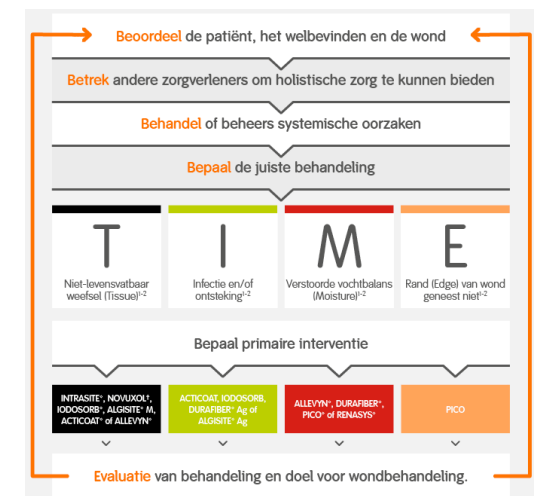 Beoordeel de patiënt, het welbevinden en de wond
Betrek andere zorgverleners om holistische zorg te kunnen bieden
Behandel of beheers systemische oorzaken
Bepaal de juiste behandeling
T
Niet-levensvatbaar
weefsel (Tissue)¹⁻²
I
Infectie en/of
ontsteking¹⁻²
M
Verstoorde vochtbalans
(Moisture)¹⁻²
E
Rand (Edge) van wond
geneest niet¹⁻²
Bepaal primaire interventie
INTRASITE◊, NOVUXOL†,
IODOSORB◊, ALGISITE◊ M,
ACTICOAT◊ of ALLEVYN◊
ACTICOAT, IODOSORB,
DURAFIBER◊ Ag of
ALGISITE◊ Ag
ALLEVYN◊, DURAFIBER◊,
PICO◊ of RENASYS◊
PICO
Evaluatie van behandeling en doel voor wondbehandeling.